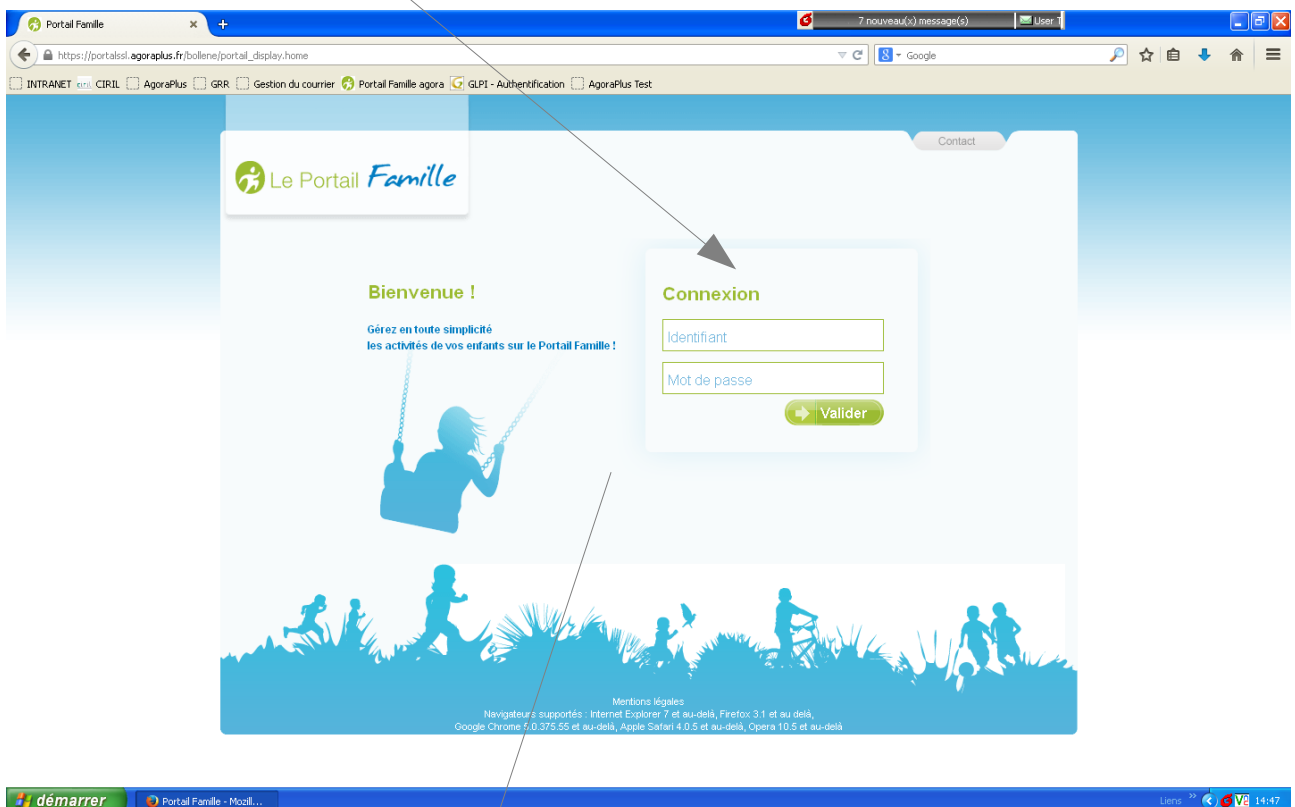 Portail Famille
7 nouveau(x) message(s)
User T
https://portalssl.agoraplus.fr/bollene/portail_display.home
Google
INTRANET CIRIL AgoraPlus GRR Gestion du courrier Portail Famille agora GLPI - Authentification AgoraPlus Test
Contact
Le Portail Famille
Bienvenue !
Gérez en toute simplicité
les activités de vos enfants sur le Portail Famille !
Connexion
Identifiant
Mot de passe
Valider
Mentions légales
Navigateurs supportés : Internet Explorer 7 et au-delà, Firefox 3.1 et au delà,
Google Chrome 5.0.375.55 et au-delà, Apple Safari 4.0.5 et au-delà, Opera 10.5 et au-delà
démarrer
Portail Famille - Mozill...
Liens
14:47